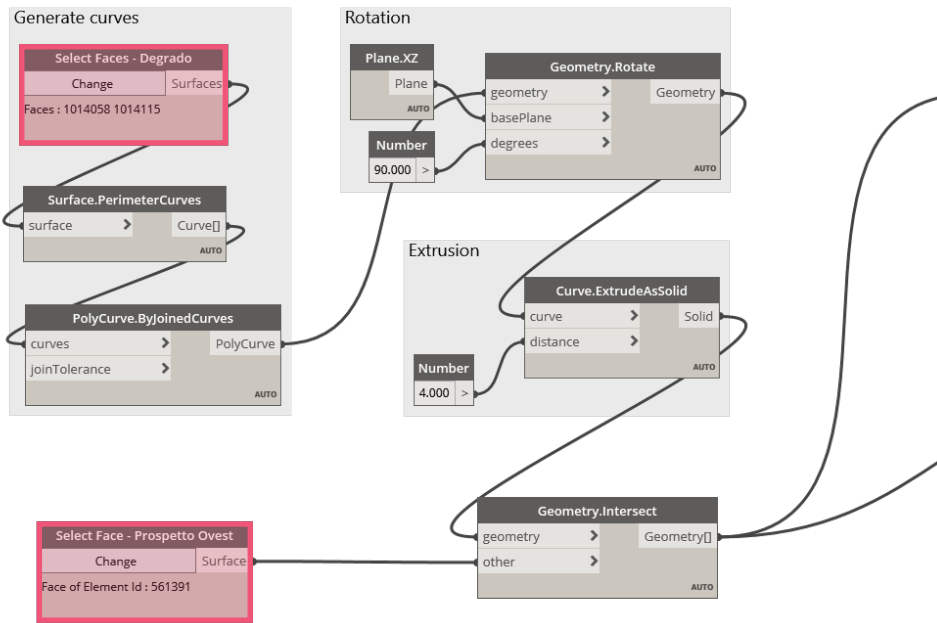 Generate curves
Select Faces - Degrado
Change
Surfaces
Faces : 1014058 1014115
Surface.PerimeterCurves
surface >
Curve[]
AUTO
PolyCurve.ByJoinedCurves
curves >
PolyCurve
joinTolerance >
AUTO
Rotation
Plane.XZ
Plane
AUTO
Number
90.000 >
Geometry.Rotate
geometry >
Geometry
basePlane >
degrees >
AUTO
Extrusion
Curve.ExtrudeAsSolid
curve >
Solid
distance >
AUTO
Number
4.000 >
Select Face - Prospetto Ovest
Change
Surface
Face of Element Id : 561391
Geometry.Intersect
geometry >
Geometry[]
other >
AUTO